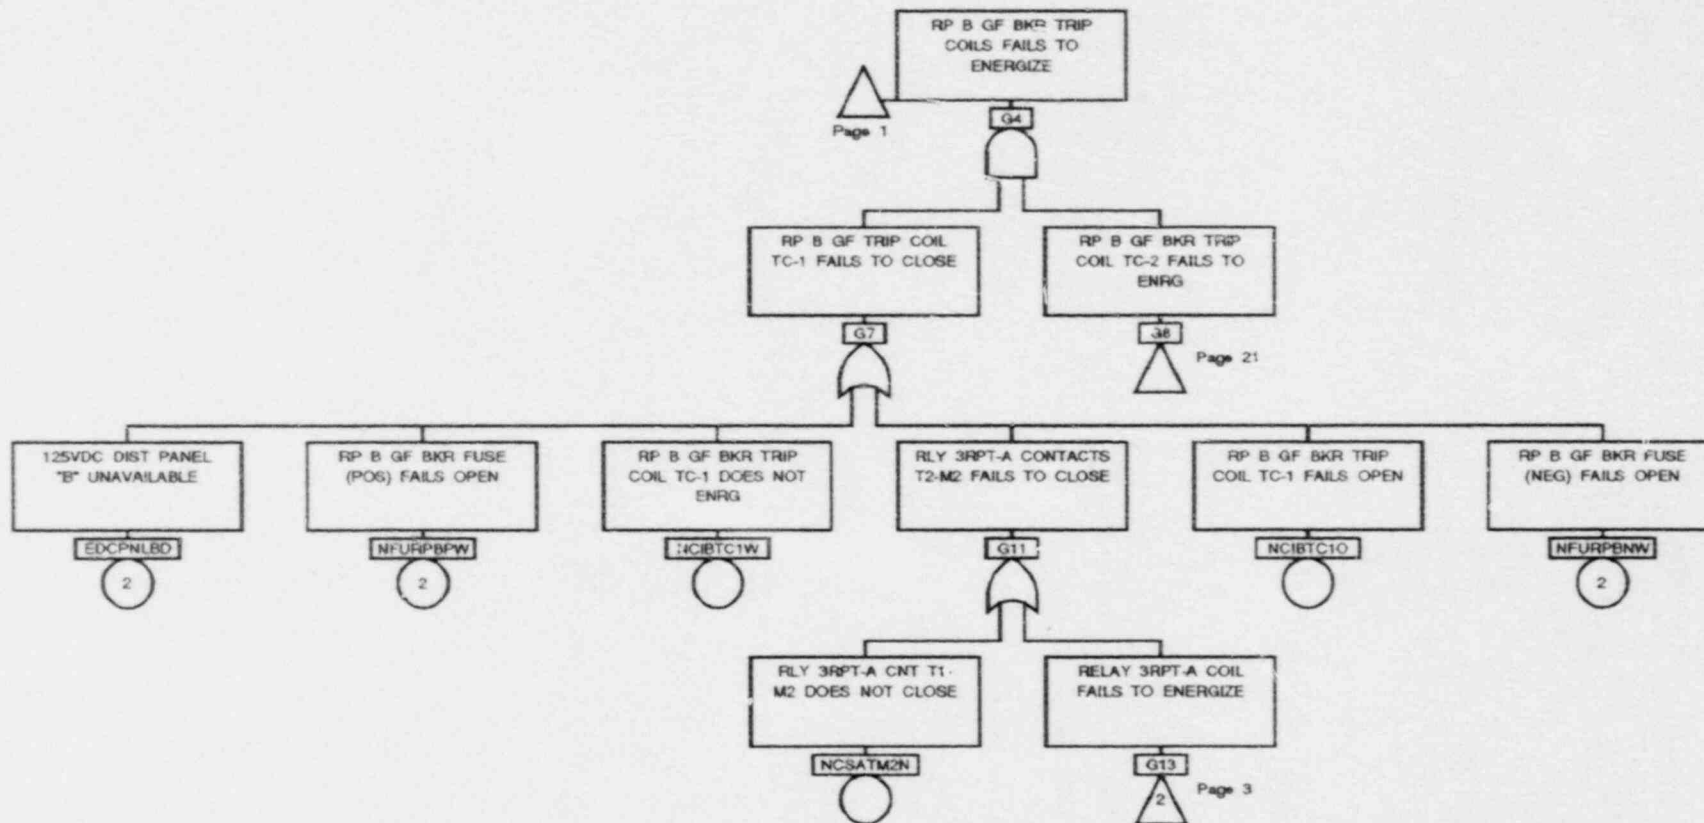 RP B GF BKR TRIP
COILS FAILS TO
ENERGIZE
Page 1
G4
RP B GF TRIP COIL
TC-1 FAILS TO CLOSE
RP B GF BKR TRIP
COIL TC-2 FAILS TO
ENRG
G7
G8
Page 21
125VDC DIST PANEL
"B" UNAVAILABLE
RP B GF BKR FUSE
(POS) FAILS OPEN
RP B GF BKR TRIP
COIL TC-1 DOES NOT
ENRG
RLY 3RPT-A CONTACTS
T2-M2 FAILS TO CLOSE
RP B GF BKR TRIP
COIL TC-1 FAILS OPEN
RP B GF BKR FUSE
(NEG) FAILS OPEN
EDCPNLBD
NFURPBPW
NCIBTC1W
G11
NCIBTC1O
NFURPBNW
2
2
2
RLY 3RPT-A CNT T1-
M2 DOES NOT CLOSE
RELAY 3RPT-A COIL
FAILS TO ENERGIZE
NCSATM2N
G13
2
Page 3